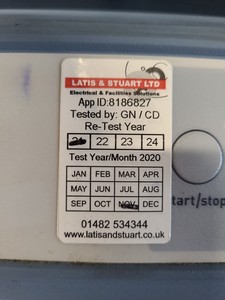 LATIS & STUART LTD
Electrical & Facilities Solutions
App ID:8186827
Tested by: GN / CD
Re-Test Year
21 22 23 24
Test Year/Month 2020
JAN FEB MAR APR
MAY JUN JUL AUG
SEP OCT NOV DEC
01482 534344
www.latisandstuart.co.uk
start/stop